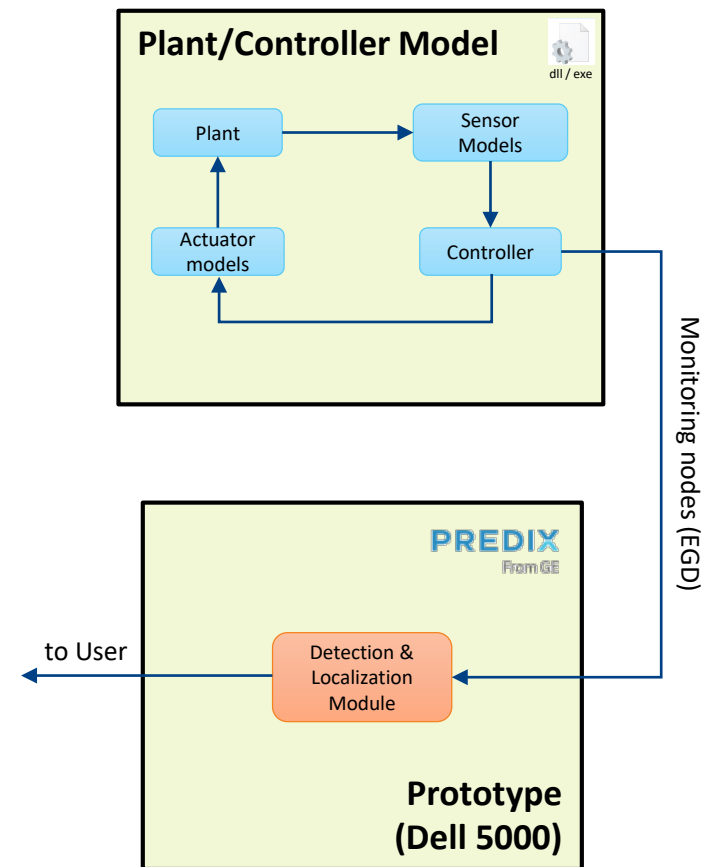 Plant/Controller Model
dll / exe
Plant
Sensor
Models
Actuator
models
Controller
Monitoring nodes (EGD)
PREDIX
From GE
to User
Detection &
Localization
Module
Prototype
(Dell 5000)